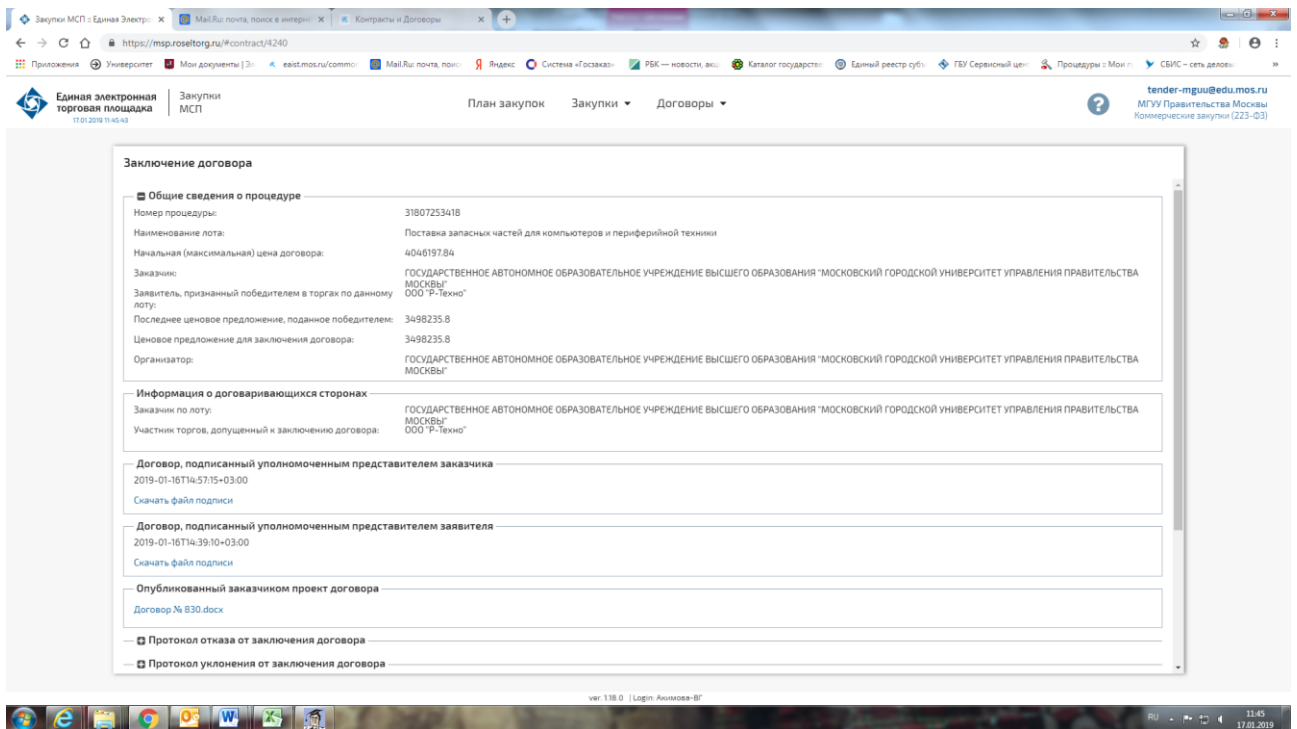 Закупки МСП :: Единая Электро
Mail.Ru: почта, поиск в интерн
Контракты и Договоры
https://msp.roseltorg.ru/#contract/4240
Приложения
Университет
Мои документы | Эл
eaist.mos.ru/commo
Mail.Ru: почта, поис
Яндекс
Система «Госзаказ»
РБК — новости, акц
Каталог государстве
Единый реестр субъ
ГБУ Сервисный цен
Процедуры :: Мои п
СБИС – сеть делов
»
Единая электронная
торговая площадка
17.01.2019 11:45:43
Закупки
МСП
План закупок
Закупки
Договоры
?
tender-mguu@edu.mos.ru
МГУУ Правительства Москвы
Коммерческие закупки (223-ФЗ)
Заключение договора
Общие сведения о процедуре
Номер процедуры: 31807253418
Наименование лота: Поставка запасных частей для компьютеров и периферийной техники
Начальная (максимальная) цена договора: 4046197.84
Заказчик: ГОСУДАРСТВЕННОЕ АВТОНОМНОЕ ОБРАЗОВАТЕЛЬНОЕ УЧРЕЖДЕНИЕ ВЫСШЕГО ОБРАЗОВАНИЯ "МОСКОВСКИЙ ГОРОДСКОЙ УНИВЕРСИТЕТ УПРАВЛЕНИЯ ПРАВИТЕЛЬСТВА
МОСКВЫ"
Заявитель, признанный победителем в торгах по данному ООО "Р-Техно"
лоту:
Последнее ценовое предложение, поданное победителем: 3498235.8
Ценовое предложение для заключения договора: 3498235.8
Организатор: ГОСУДАРСТВЕННОЕ АВТОНОМНОЕ ОБРАЗОВАТЕЛЬНОЕ УЧРЕЖДЕНИЕ ВЫСШЕГО ОБРАЗОВАНИЯ "МОСКОВСКИЙ ГОРОДСКОЙ УНИВЕРСИТЕТ УПРАВЛЕНИЯ ПРАВИТЕЛЬСТВА
МОСКВЫ"
Информация о договаривающихся сторонах
Заказчик по лоту: ГОСУДАРСТВЕННОЕ АВТОНОМНОЕ ОБРАЗОВАТЕЛЬНОЕ УЧРЕЖДЕНИЕ ВЫСШЕГО ОБРАЗОВАНИЯ "МОСКОВСКИЙ ГОРОДСКОЙ УНИВЕРСИТЕТ УПРАВЛЕНИЯ ПРАВИТЕЛЬСТВА
МОСКВЫ"
Участник торгов, допущенный к заключению договора: ООО "Р-Техно"
Договор, подписанный уполномоченным представителем заказчика
2019-01-16T14:57:15+03:00
Скачать файл подписи
Договор, подписанный уполномоченным представителем заявителя
2019-01-16T14:39:10+03:00
Скачать файл подписи
Опубликованный заказчиком проект договора
Договор № 830.docx
Протокол отказа от заключения договора
Протокол уклонения от заключения договора
ver. 1.18.0 | Login: Акимова-ВГ
RU
11:45
17.01.2019